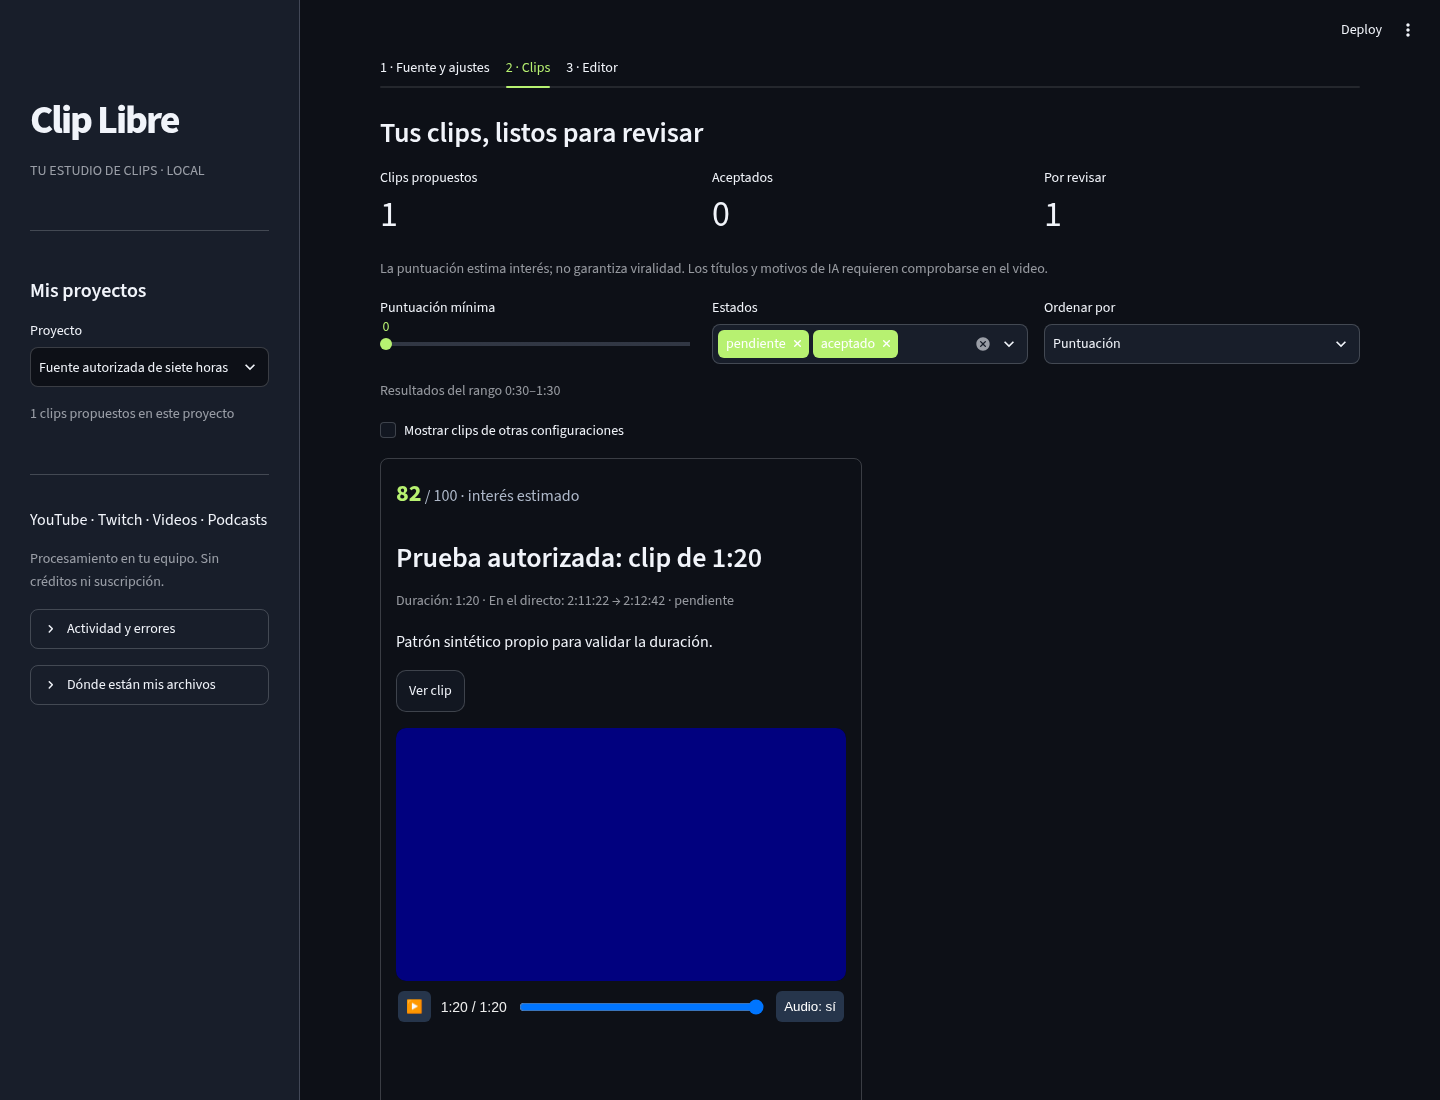 Deploy
1 · Fuente y ajustes
2 · Clips
3 · Editor
Clip Libre
TU ESTUDIO DE CLIPS · LOCAL
Mis proyectos
Proyecto
Fuente autorizada de siete horas
1 clips propuestos en este proyecto
YouTube · Twitch · Videos · Podcasts
Procesamiento en tu equipo. Sin
créditos ni suscripción.
Actividad y errores
Dónde están mis archivos
Tus clips, listos para revisar
Clips propuestos
1
Aceptados
0
Por revisar
1
La puntuación estima interés; no garantiza viralidad. Los títulos y motivos de IA requieren comprobarse en el video.
Puntuación mínima
0
Estados
pendiente
aceptado
Ordenar por
Puntuación
Resultados del rango 0:30–1:30
Mostrar clips de otras configuraciones
82 / 100 · interés estimado
Prueba autorizada: clip de 1:20
Duración: 1:20 · En el directo: 2:11:22 → 2:12:42 · pendiente
Patrón sintético propio para validar la duración.
Ver clip
1:20 / 1:20
Audio: sí